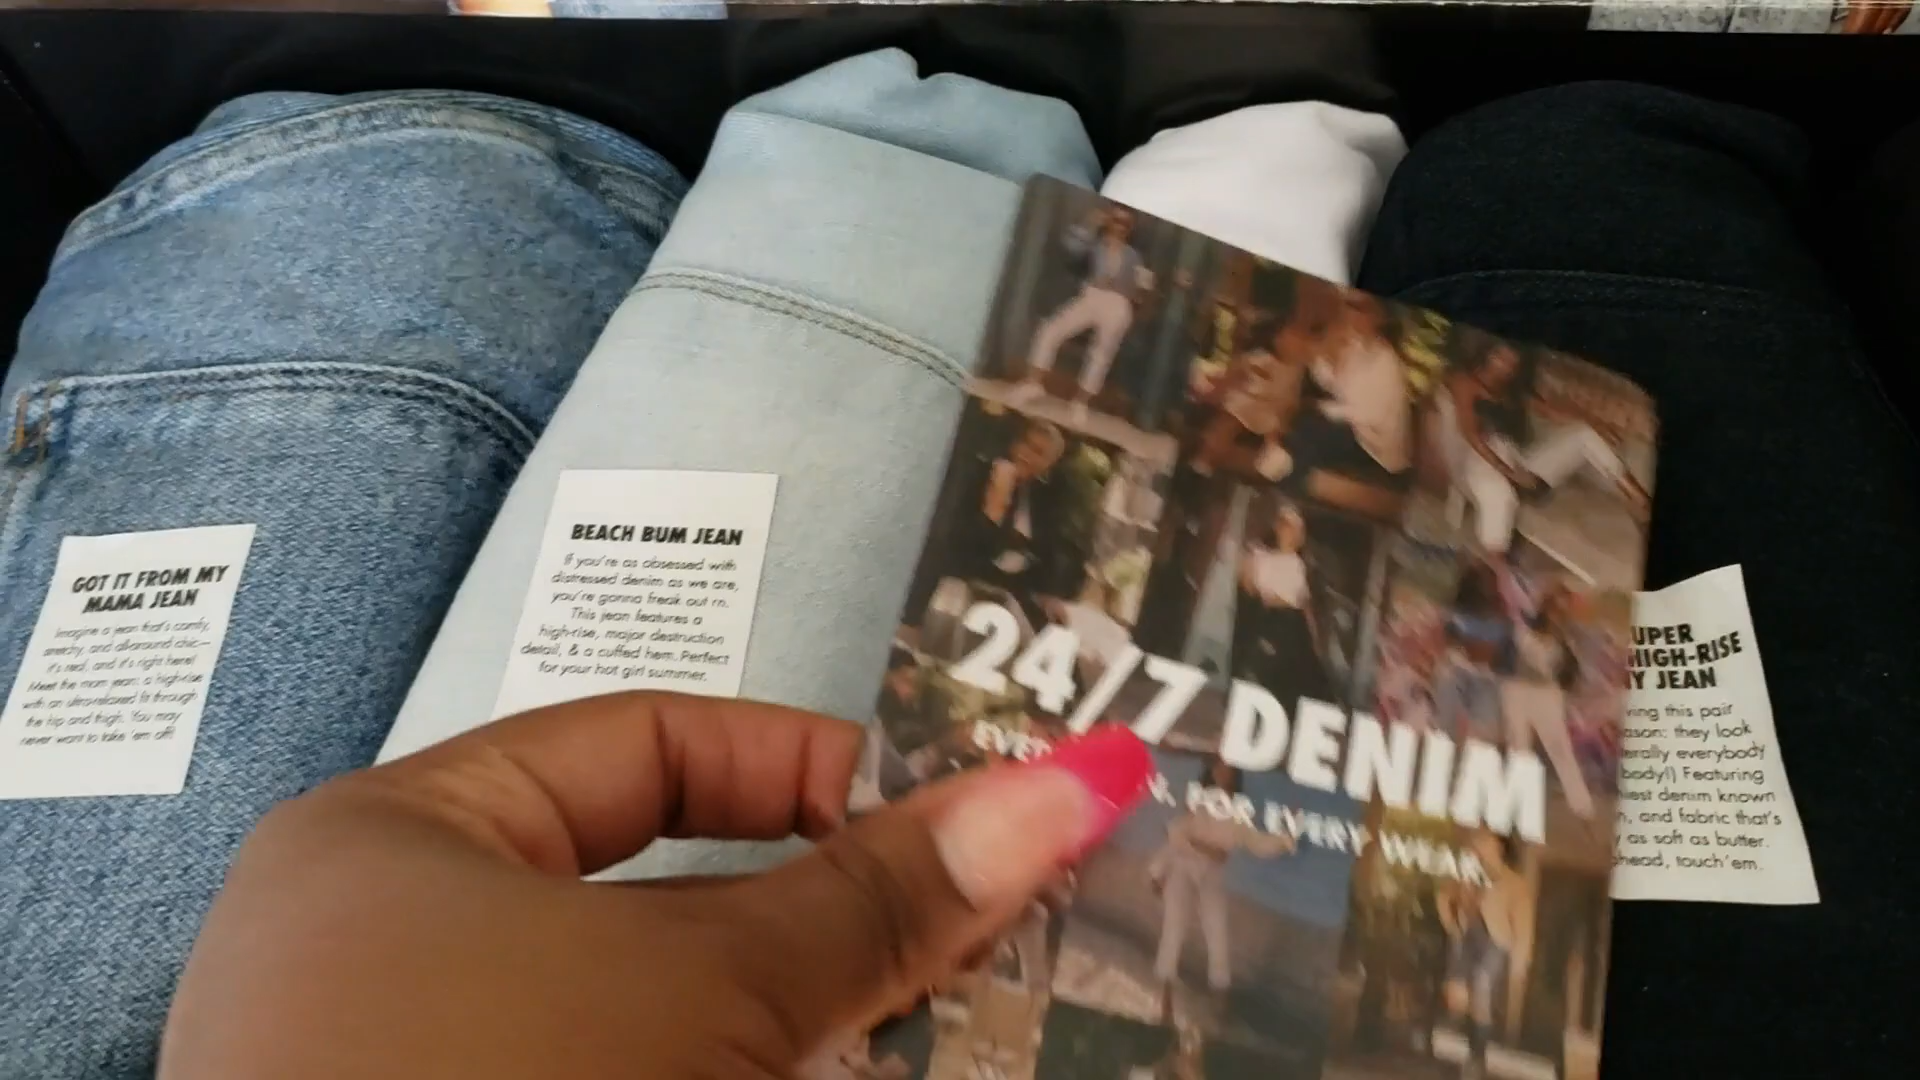 GOT IT FROM MY
MAMA JEAN
Imagine a jean that's comfy,
and all-around chic—
it's real, and it's right here!
Meet the mom jean: a high-rise
with an ultra-relaxed fit through
the hip and thigh. You may
never want to take 'em off!
BEACH BUM JEAN
If you're as obsessed with
distressed denim as we are,
you're gonna freak out rn.
This jean features a
high-rise, major destruction
detail, & a cuffed hem. Perfect
for your hot girl summer.
24/7 DENIM
FOR EVERY WEAR.
UPER
HIGH-RISE
NY JEAN
ving this pair
ason: they look
erally everybody
body!) Featuring
iest denim known
n, and fabric that's
y as soft as butter.
head, touch 'em.